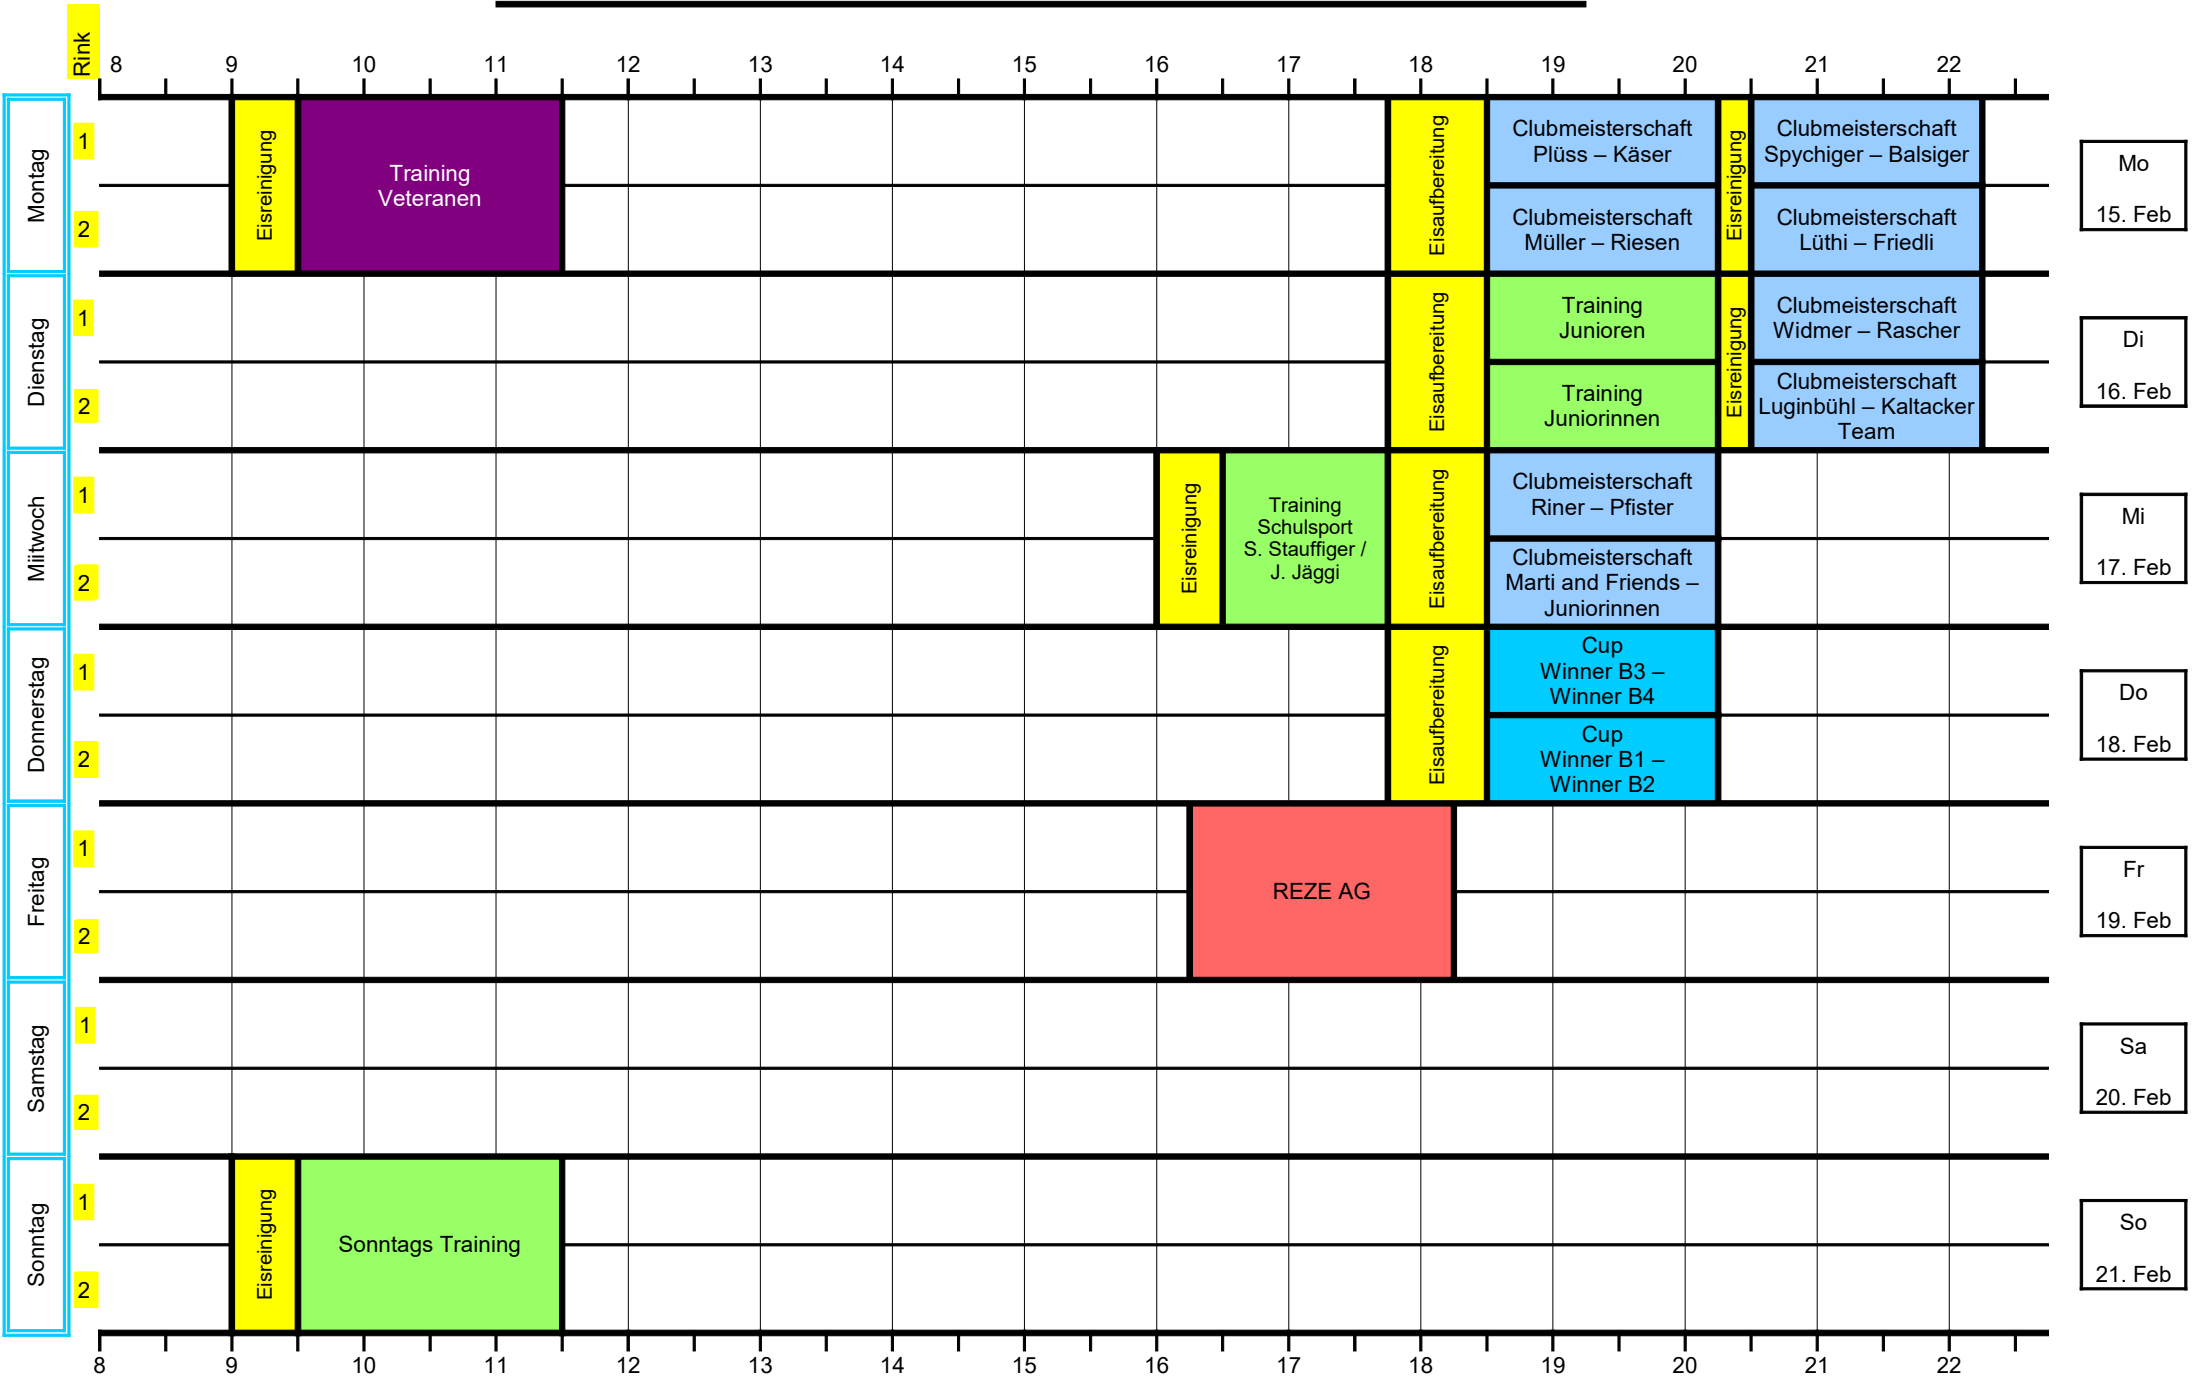 Rink
8 9 10 11 12 13 14 15 16 17 18 19 20 21 22
Montag
1
2
Eisreinigung
Training
Veteranen
Eisaufbereitung
Clubmeisterschaft
Plüss – Käser
Clubmeisterschaft
Müller – Riesen
Eisreinigung
Clubmeisterschaft
Spychiger – Balsiger
Clubmeisterschaft
Lüthi – Friedli
Mo
15. Feb
Dienstag
1
2
Eisaufbereitung
Training
Junioren
Training
Juniorinnen
Eisreinigung
Clubmeisterschaft
Widmer – Rascher
Clubmeisterschaft
Luginbühl – Kaltacker
Team
Di
16. Feb
Miitwoch
1
2
Eisreinigung
Training
Schulsport
S. Stauffiger /
J. Jäggi
Eisaufbereitung
Clubmeisterschaft
Riner – Pfister
Clubmeisterschaft
Marti and Friends –
Juniorinnen
Mi
17. Feb
Donnerstag
1
2
Eisaufbereitung
Cup
Winner B3 –
Winner B4
Cup
Winner B1 –
Winner B2
Do
18. Feb
Freitag
1
2
REZE AG
Fr
19. Feb
Samstag
1
2
Sa
20. Feb
Sonntag
1
2
Eisreinigung
Sonntags Training
So
21. Feb
8 9 10 11 12 13 14 15 16 17 18 19 20 21 22